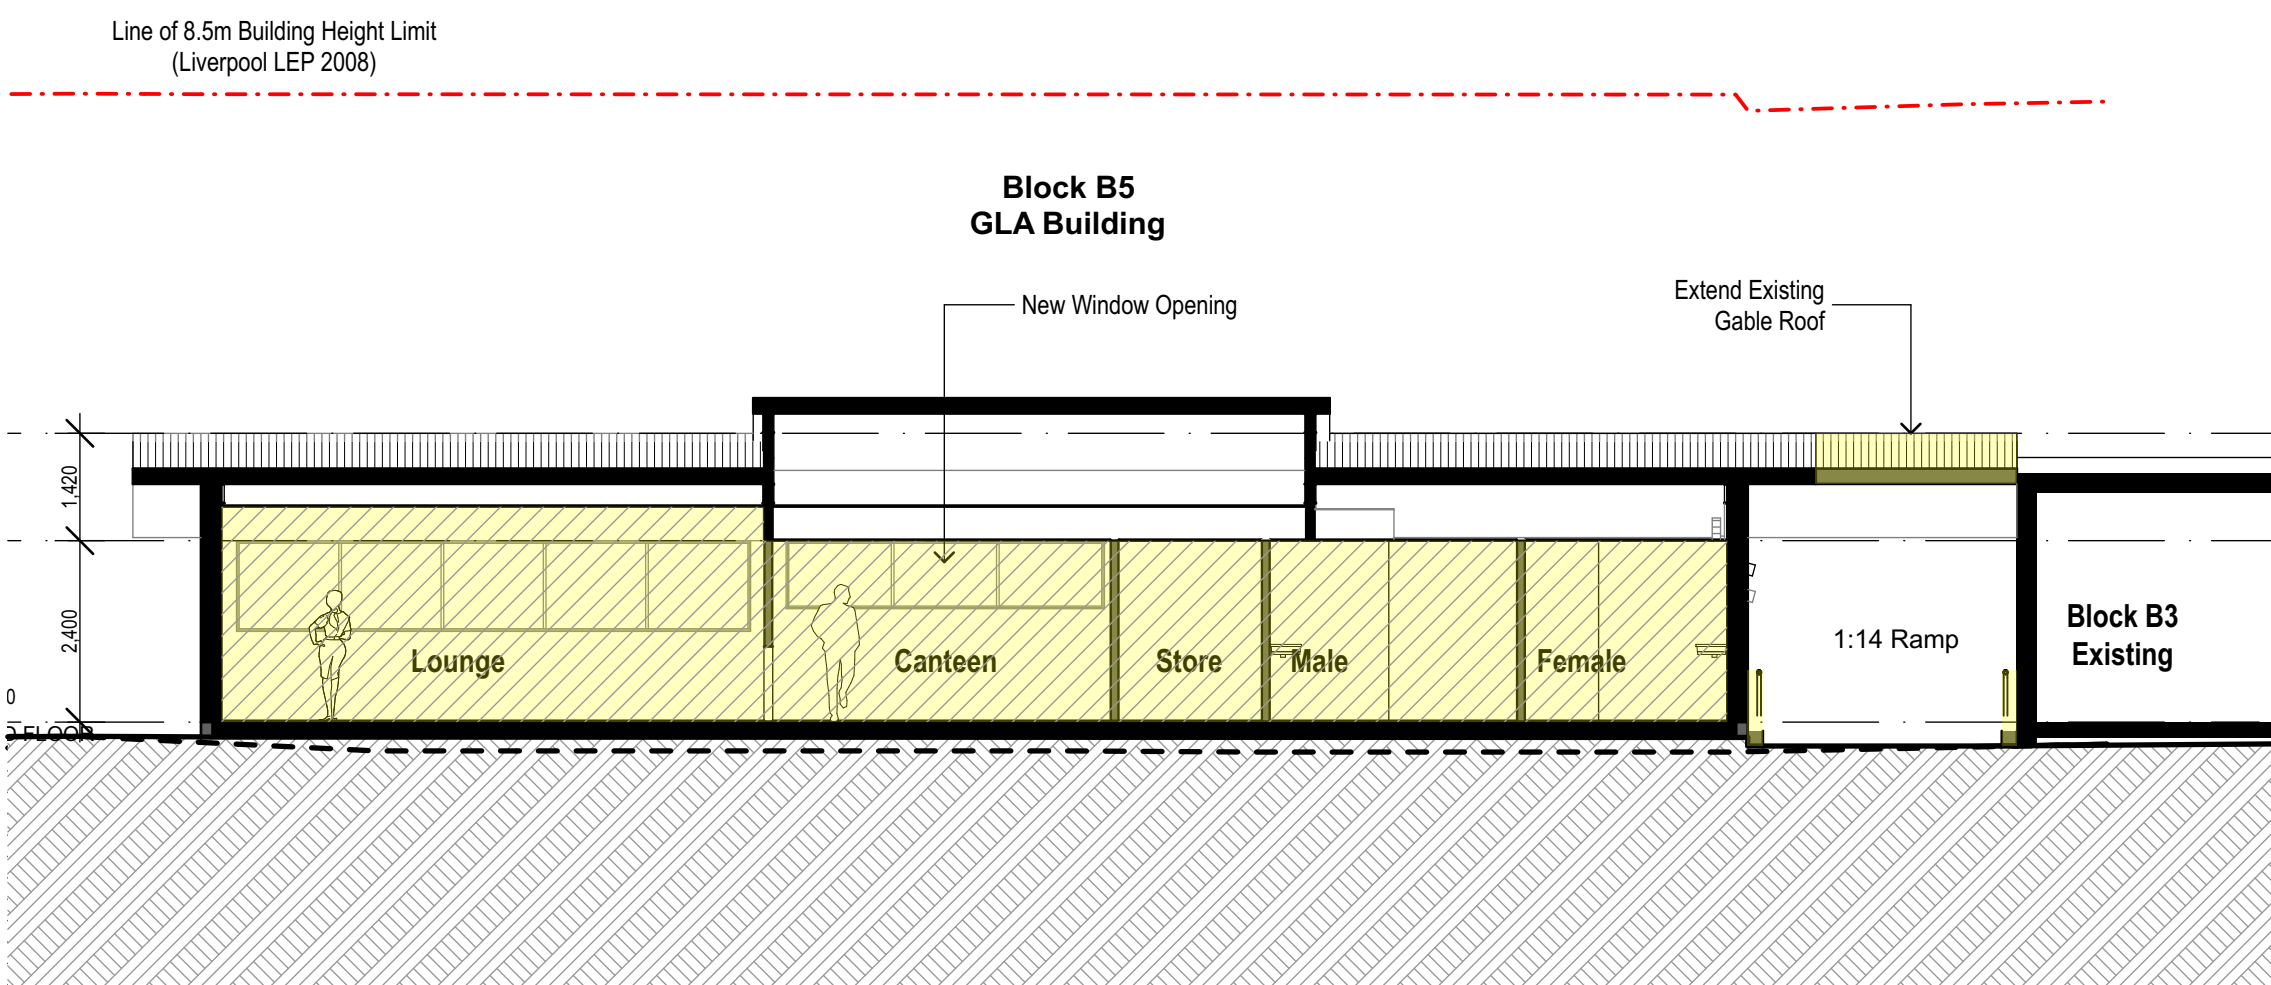 Line of 8.5m Building Height Limit
(Liverpool LEP 2008)
Block B5
GLA Building
New Window Opening
Extend Existing
Gable Roof
1,420
2,400
Lounge
Canteen
Store
Male
Female
1:14 Ramp
Block B3
Existing
0
FLOOR